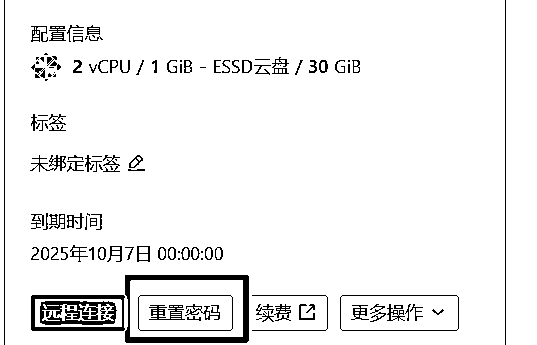 配置信息
2 vCPU / 1 GiB - ESSD云盘 / 30 GiB
标签
未绑定标签
到期时间
2025年10月7日 00:00:00
远程连接 重置密码 续费 更多操作